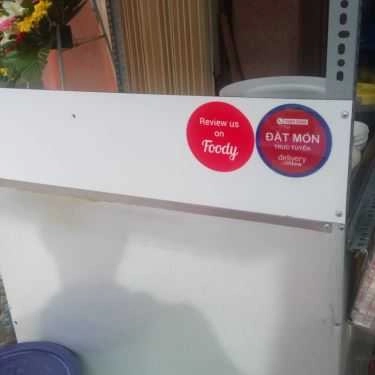 Review us
on
Foody
ĐẶT MÓN
TRỰC TUYẾN
delivery